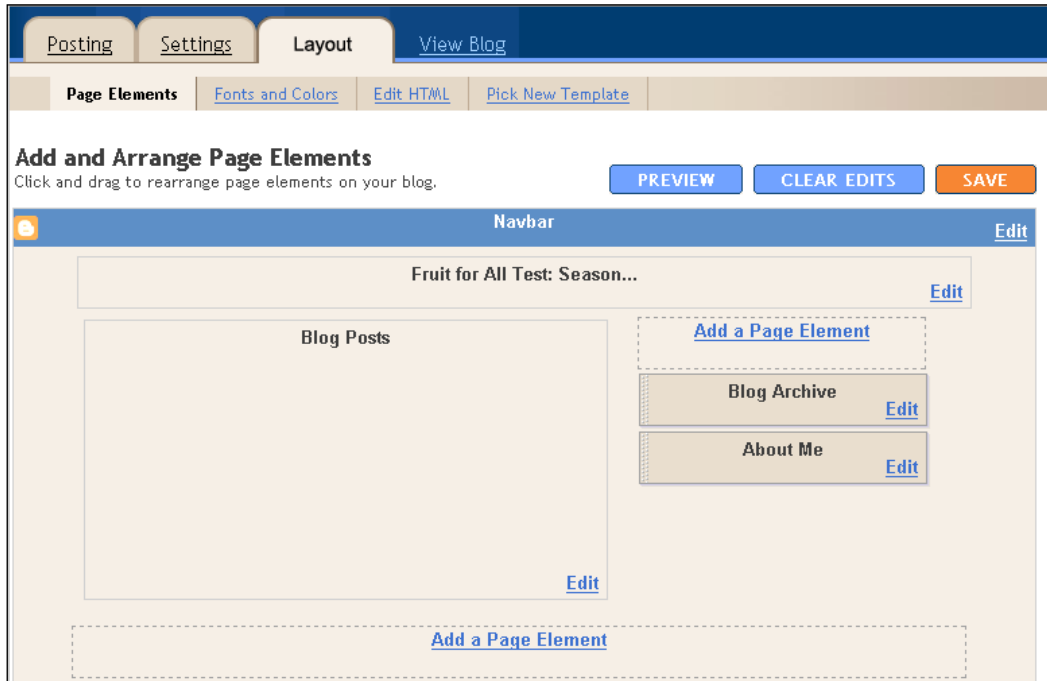 Posting Settings Layout View Blog
Page Elements Fonts and Colors Edit HTML Pick New Template
Add and Arrange Page Elements
Click and drag to rearrange page elements on your blog.
PREVIEW CLEAR EDITS SAVE
Navbar
Edit
Fruit for All Test: Season...
Edit
Blog Posts
Edit
Add a Page Element
Blog Archive
Edit
About Me
Edit
Add a Page Element